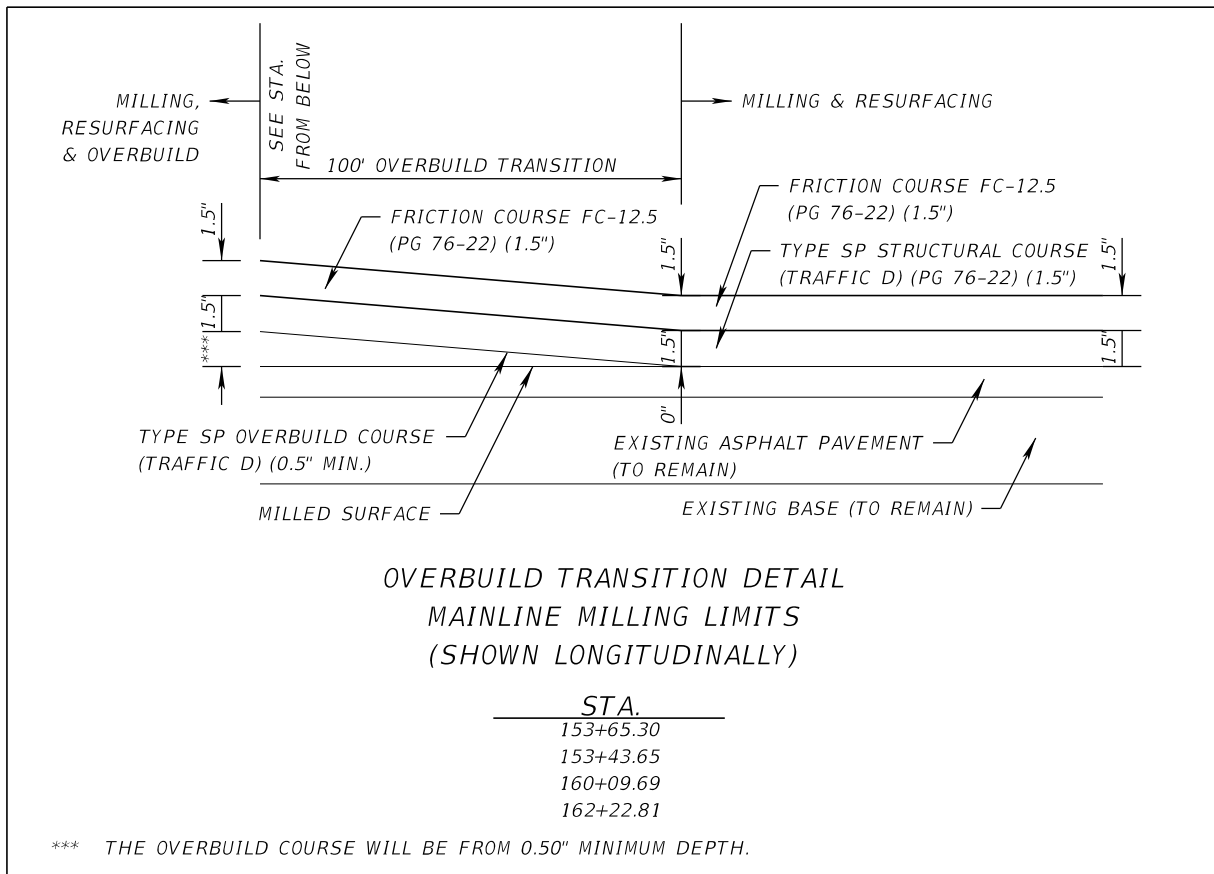 MILLING,
RESURFACING
& OVERBUILD
SEE STA.
FROM BELOW
MILLING & RESURFACING
100' OVERBUILD TRANSITION
FRICTION COURSE FC-12.5
(PG 76-22) (1.5")
FRICTION COURSE FC-12.5
(PG 76-22) (1.5")
TYPE SP STRUCTURAL COURSE
(TRAFFIC D) (PG 76-22) (1.5")
1.5"
1.5"
***
1.5"
1.5"
0"
1.5"
1.5"
TYPE SP OVERBUILD COURSE
(TRAFFIC D) (0.5" MIN.)
EXISTING ASPHALT PAVEMENT
(TO REMAIN)
MILLED SURFACE
EXISTING BASE (TO REMAIN)
OVERBUILD TRANSITION DETAIL
MAINLINE MILLING LIMITS
(SHOWN LONGITUDINALLY)
STA.
153+65.30
153+43.65
160+09.69
162+22.81
*** THE OVERBUILD COURSE WILL BE FROM 0.50" MINIMUM DEPTH.